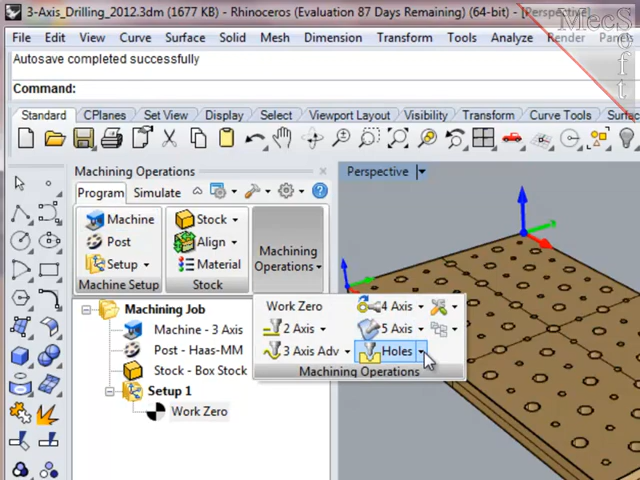 3-Axis_Drilling_2012.3dm (1677 KB) - Rhinoceros (Evaluation 87 Days Remaining) (64-bit) - [Perspective]
MecSoft
File Edit View Curve Surface Solid Mesh Dimension Transform Tools Analyze Render Panels
Autosave completed successfully
Command:
Standard CPlanes Set View Display Select Viewport Layout Visibility Transform Curve Tools Surfac
Machining Operations
Perspective
Program Simulate
Machine Stock
Post Align
Setup Material
Machining Operations
Machine Setup Stock
Work Zero 4 Axis
2 Axis 5 Axis
3 Axis Adv Holes
Machining Operations
Machining Job
Machine - 3 Axis
Post - Haas-MM
Stock - Box Stock
Setup 1
Work Zero